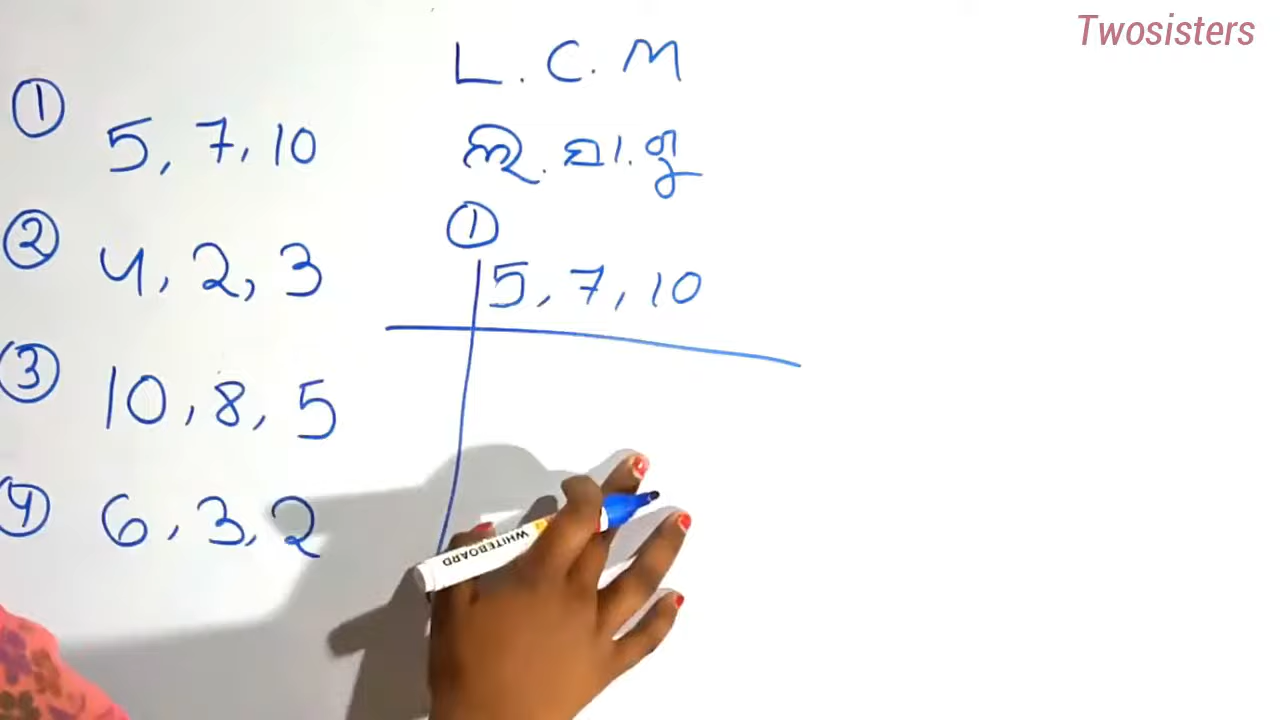 Twosisters
① 5, 7, 10
② 4, 2, 3
③ 10, 8, 5
④ 6, 3, 2
L.C.M
ଲି.ସା.ଗୁ
①
5, 7, 10
WHITEBOARD